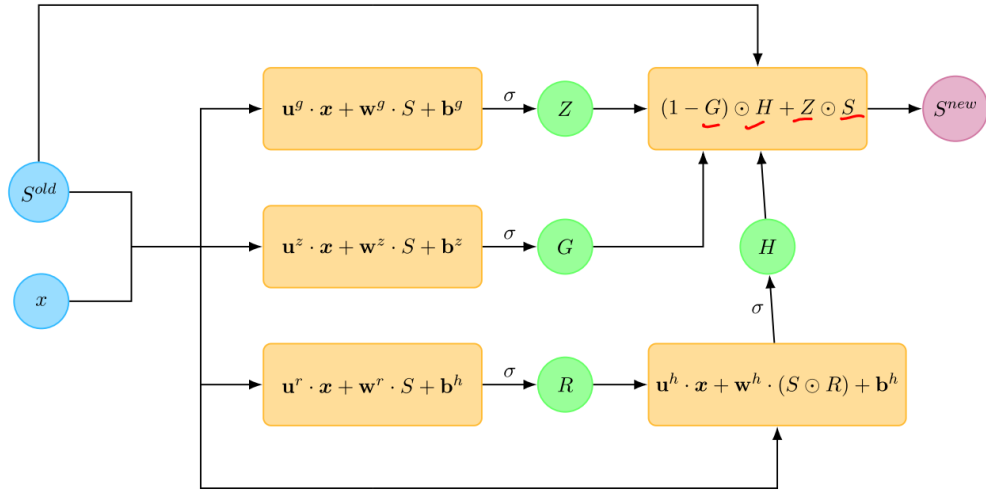 𝐮^g · 𝒙 + 𝐰^g · S + 𝐛^g
σ
Z
(1 - G) ⊙ H + Z ⊙ S
S^{new}
S^{old}
𝐮^z · 𝒙 + 𝐰^z · S + 𝐛^z
σ
G
H
x
σ
𝐮^r · 𝒙 + 𝐰^r · S + 𝐛^h
σ
R
𝐮^h · 𝒙 + 𝐰^h · (S ⊙ R) + 𝐛^h